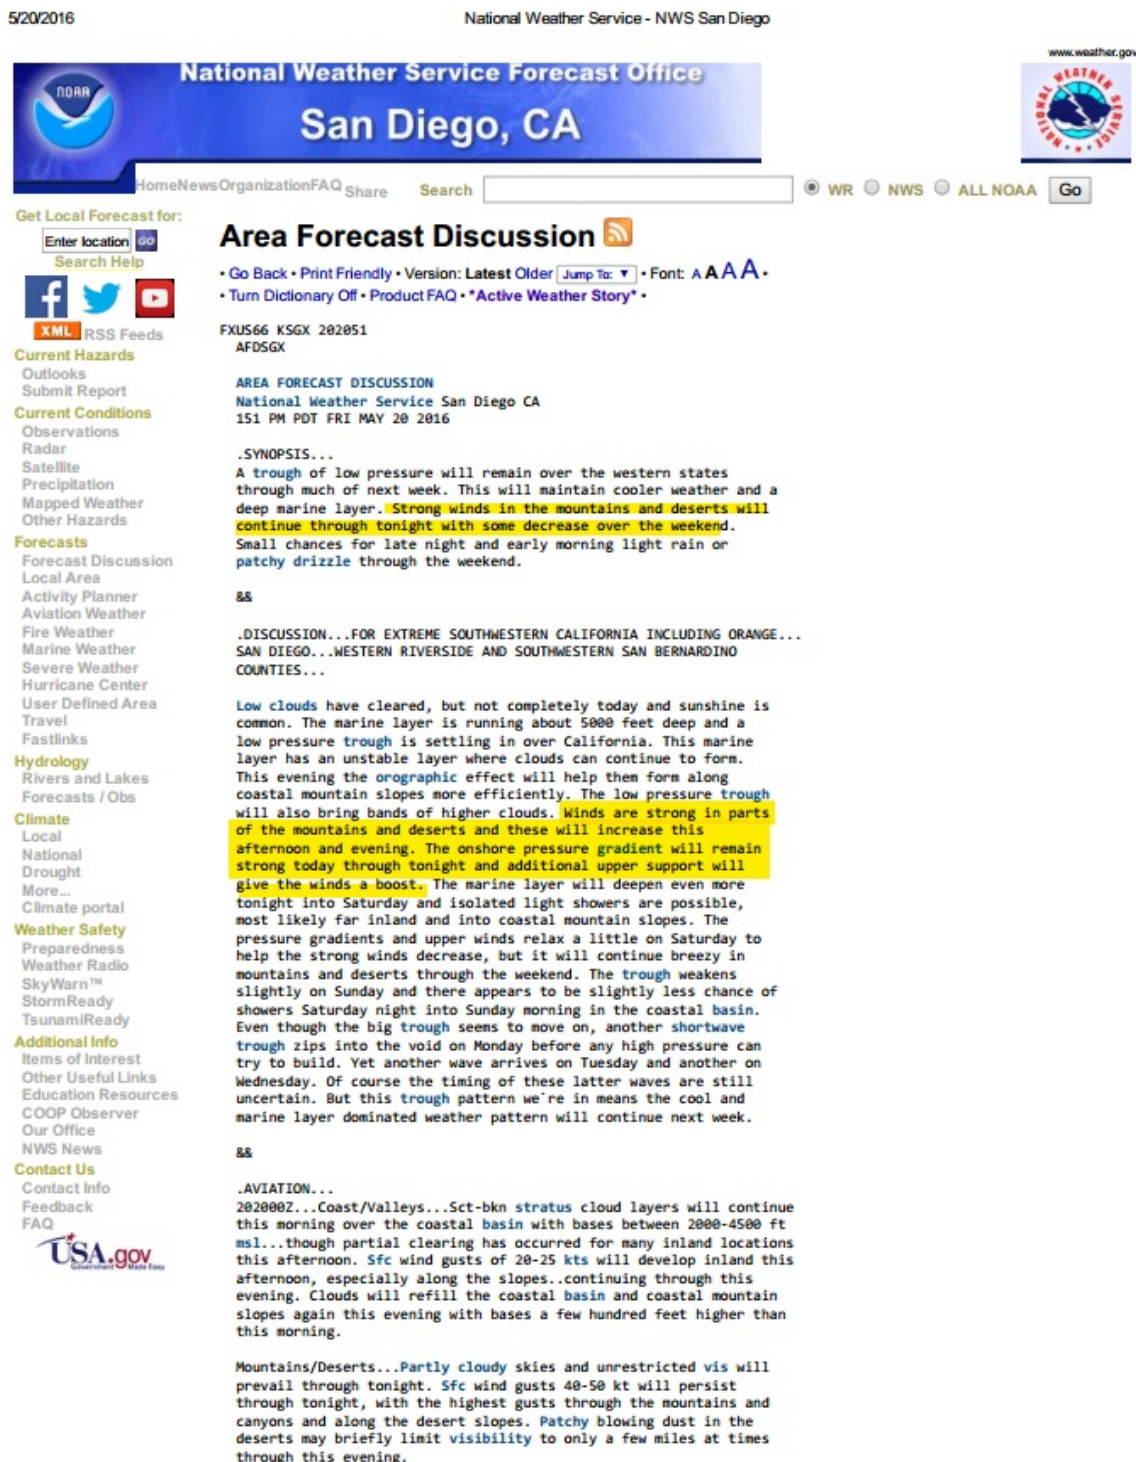 5/20/2016 National Weather Service - NWS San Diego
www.weather.gov
NOAA
National Weather Service Forecast Office
San Diego, CA
NATIONAL WEATHER SERVICE
HomeNewsOrganizationFAQ Share Search WR NWS ALL NOAA Go
Get Local Forecast for:
Enter location GO
Search Help
XML RSS Feeds
Current Hazards
Outlooks
Submit Report
Current Conditions
Observations
Radar
Satellite
Precipitation
Mapped Weather
Other Hazards
Forecasts
Forecast Discussion
Local Area
Activity Planner
Aviation Weather
Fire Weather
Marine Weather
Severe Weather
Hurricane Center
User Defined Area
Travel
Fastlinks
Hydrology
Rivers and Lakes
Forecasts / Obs
Climate
Local
National
Drought
More...
Climate portal
Weather Safety
Preparedness
Weather Radio
SkyWarn™
StormReady
TsunamiReady
Additional Info
Items of Interest
Other Useful Links
Education Resources
COOP Observer
Our Office
NWS News
Contact Us
Contact Info
Feedback
FAQ
USA.gov
Government Made Easy
Area Forecast Discussion
• Go Back • Print Friendly • Version: Latest Older Jump To: ▼ • Font: A A A A •
• Turn Dictionary Off • Product FAQ • *Active Weather Story* •
FXUS66 KSGX 202051
AFDSGX
AREA FORECAST DISCUSSION
National Weather Service San Diego CA
151 PM PDT FRI MAY 20 2016
.SYNOPSIS...
A trough of low pressure will remain over the western states
through much of next week. This will maintain cooler weather and a
deep marine layer. Strong winds in the mountains and deserts will
continue through tonight with some decrease over the weekend.
Small chances for late night and early morning light rain or
patchy drizzle through the weekend.
&&
.DISCUSSION...FOR EXTREME SOUTHWESTERN CALIFORNIA INCLUDING ORANGE...
SAN DIEGO...WESTERN RIVERSIDE AND SOUTHWESTERN SAN BERNARDINO
COUNTIES...
Low clouds have cleared, but not completely today and sunshine is
common. The marine layer is running about 5000 feet deep and a
low pressure trough is settling in over California. This marine
layer has an unstable layer where clouds can continue to form.
This evening the orographic effect will help them form along
coastal mountain slopes more efficiently. The low pressure trough
will also bring bands of higher clouds. Winds are strong in parts
of the mountains and deserts and these will increase this
afternoon and evening. The onshore pressure gradient will remain
strong today through tonight and additional upper support will
give the winds a boost. The marine layer will deepen even more
tonight into Saturday and isolated light showers are possible,
most likely far inland and into coastal mountain slopes. The
pressure gradients and upper winds relax a little on Saturday to
help the strong winds decrease, but it will continue breezy in
mountains and deserts through the weekend. The trough weakens
slightly on Sunday and there appears to be slightly less chance of
showers Saturday night into Sunday morning in the coastal basin.
Even though the big trough seems to move on, another shortwave
trough zips into the void on Monday before any high pressure can
try to build. Yet another wave arrives on Tuesday and another on
Wednesday. Of course the timing of these latter waves are still
uncertain. But this trough pattern we`re in means the cool and
marine layer dominated weather pattern will continue next week.
&&
.AVIATION...
202000Z...Coast/Valleys...Sct-bkn stratus cloud layers will continue
this morning over the coastal basin with bases between 2000-4500 ft
msl...though partial clearing has occurred for many inland locations
this afternoon. Sfc wind gusts of 20-25 kts will develop inland this
afternoon, especially along the slopes..continuing through this
evening. Clouds will refill the coastal basin and coastal mountain
slopes again this evening with bases a few hundred feet higher than
this morning.
Mountains/Deserts...Partly cloudy skies and unrestricted vis will
prevail through tonight. Sfc wind gusts 40-50 kt will persist
through tonight, with the highest gusts through the mountains and
canyons and along the desert slopes. Patchy blowing dust in the
deserts may briefly limit visibility to only a few miles at times
through this evening.